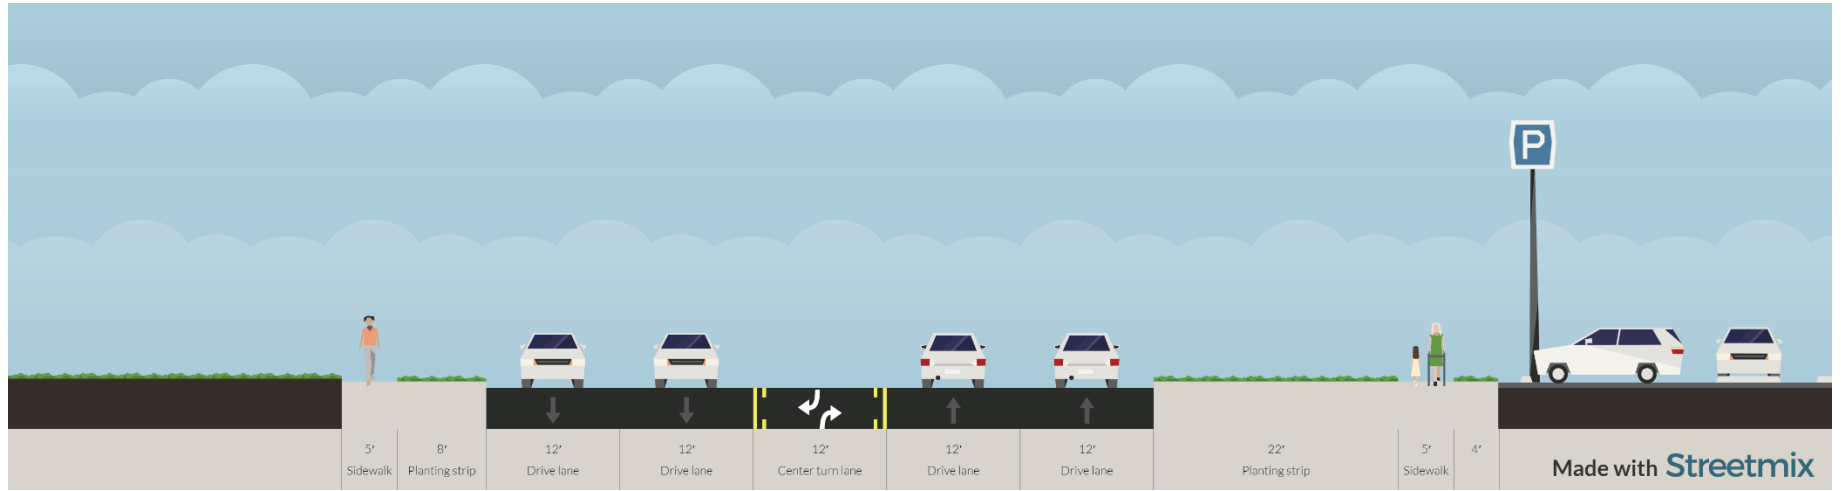 P
5′
Sidewalk
8′
Planting strip
12′
Drive lane
12′
Drive lane
12′
Center turn lane
12′
Drive lane
12′
Drive lane
22′
Planting strip
5′
Sidewalk
4′
Made with Streetmix